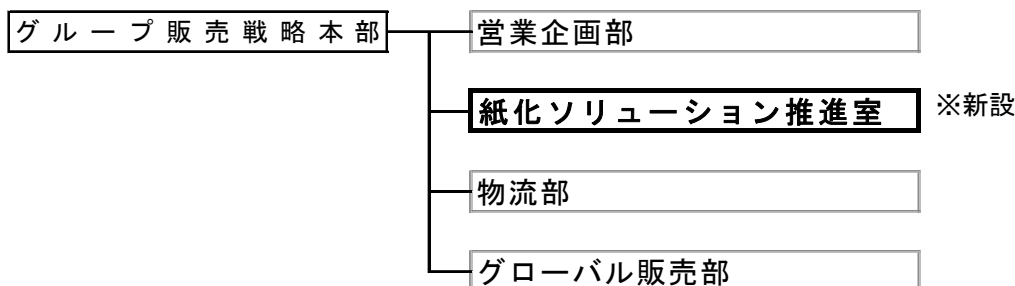 グループ販売戦略本部
営業企画部
紙化ソリューション推進室
※新設
物流部
グローバル販売部